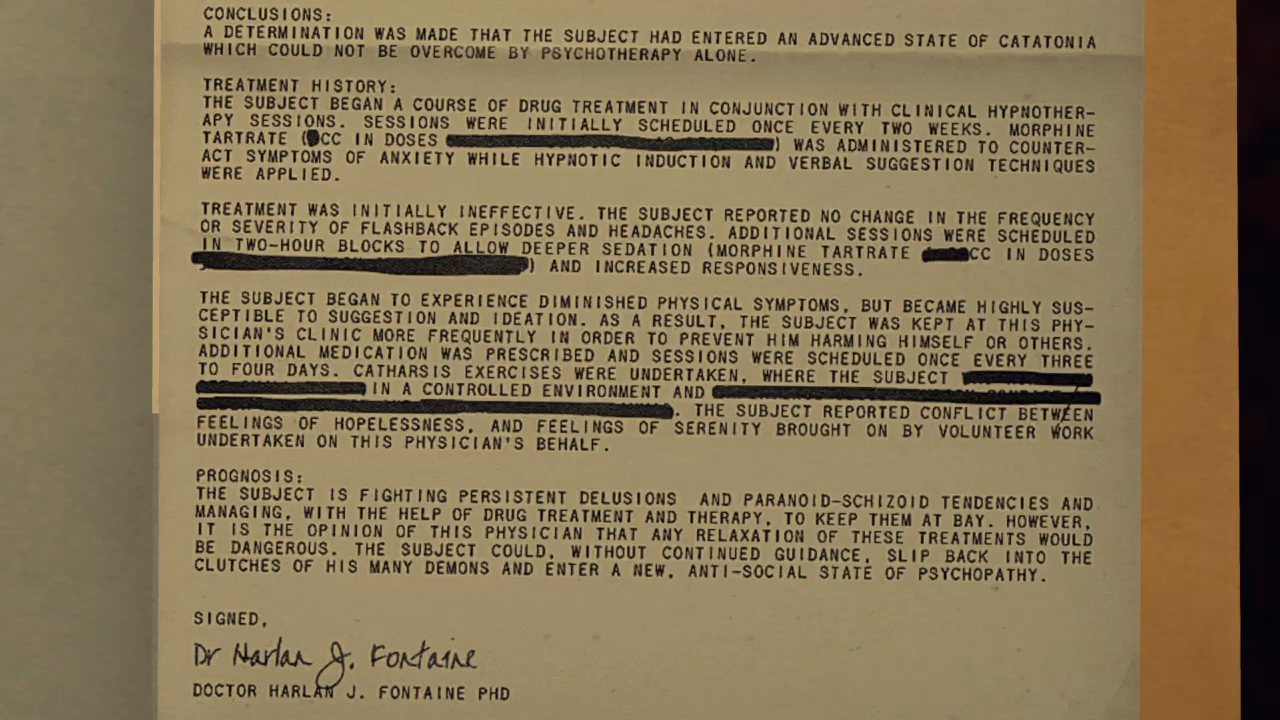 CONCLUSIONS:
A DETERMINATION WAS MADE THAT THE SUBJECT HAD ENTERED AN ADVANCED STATE OF CATATONIA
WHICH COULD NOT BE OVERCOME BY PSYCHOTHERAPY ALONE.
TREATMENT HISTORY:
THE SUBJECT BEGAN A COURSE OF DRUG TREATMENT IN CONJUNCTION WITH CLINICAL HYPNOTHER-
APY SESSIONS. SESSIONS WERE INITIALLY SCHEDULED ONCE EVERY TWO WEEKS. MORPHINE
TARTRATE ( CC IN DOSES ) WAS ADMINISTERED TO COUNTER-
ACT SYMPTOMS OF ANXIETY WHILE HYPNOTIC INDUCTION AND VERBAL SUGGESTION TECHNIQUES
WERE APPLIED.
TREATMENT WAS INITIALLY INEFFECTIVE. THE SUBJECT REPORTED NO CHANGE IN THE FREQUENCY
OR SEVERITY OF FLASHBACK EPISODES AND HEADACHES. ADDITIONAL SESSIONS WERE SCHEDULED
IN TWO-HOUR BLOCKS TO ALLOW DEEPER SEDATION (MORPHINE TARTRATE CC IN DOSES
) AND INCREASED RESPONSIVENESS.
THE SUBJECT BEGAN TO EXPERIENCE DIMINISHED PHYSICAL SYMPTOMS, BUT BECAME HIGHLY SUS-
CEPTIBLE TO SUGGESTION AND IDEATION. AS A RESULT, THE SUBJECT WAS KEPT AT THIS PHY-
SICIAN'S CLINIC MORE FREQUENTLY IN ORDER TO PREVENT HIM HARMING HIMSELF OR OTHERS.
ADDITIONAL MEDICATION WAS PRESCRIBED AND SESSIONS WERE SCHEDULED ONCE EVERY THREE
TO FOUR DAYS. CATHARSIS EXERCISES WERE UNDERTAKEN, WHERE THE SUBJECT
IN A CONTROLLED ENVIRONMENT AND
. THE SUBJECT REPORTED CONFLICT BETWEEN
FEELINGS OF HOPELESSNESS, AND FEELINGS OF SERENITY BROUGHT ON BY VOLUNTEER WORK
UNDERTAKEN ON THIS PHYSICIAN'S BEHALF.
PROGNOSIS:
THE SUBJECT IS FIGHTING PERSISTENT DELUSIONS AND PARANOID-SCHIZOID TENDENCIES AND
MANAGING, WITH THE HELP OF DRUG TREATMENT AND THERAPY, TO KEEP THEM AT BAY. HOWEVER,
IT IS THE OPINION OF THIS PHYSICIAN THAT ANY RELAXATION OF THESE TREATMENTS WOULD
BE DANGEROUS. THE SUBJECT COULD, WITHOUT CONTINUED GUIDANCE, SLIP BACK INTO THE
CLUTCHES OF HIS MANY DEMONS AND ENTER A NEW, ANTI-SOCIAL STATE OF PSYCHOPATHY.
SIGNED,
Dr Harlan J. Fontaine
DOCTOR HARLAN J. FONTAINE PHD